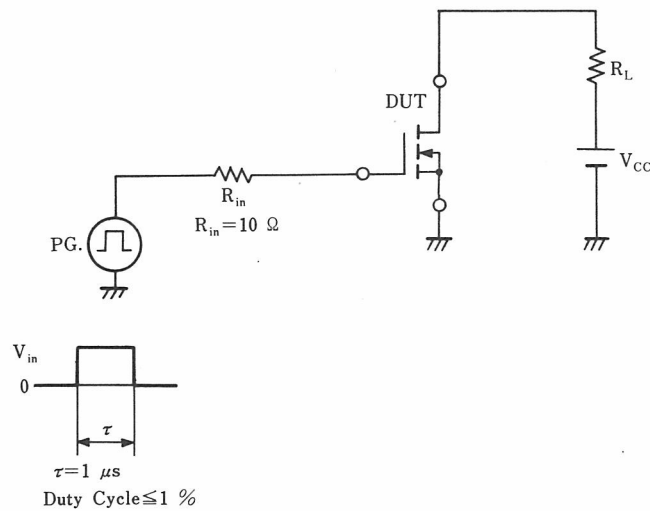 DUT
R_L
V_CC
R_in
R_in=10 Ω
PG.
V_in
0
τ
τ=1 μs
Duty Cycle≦1 %